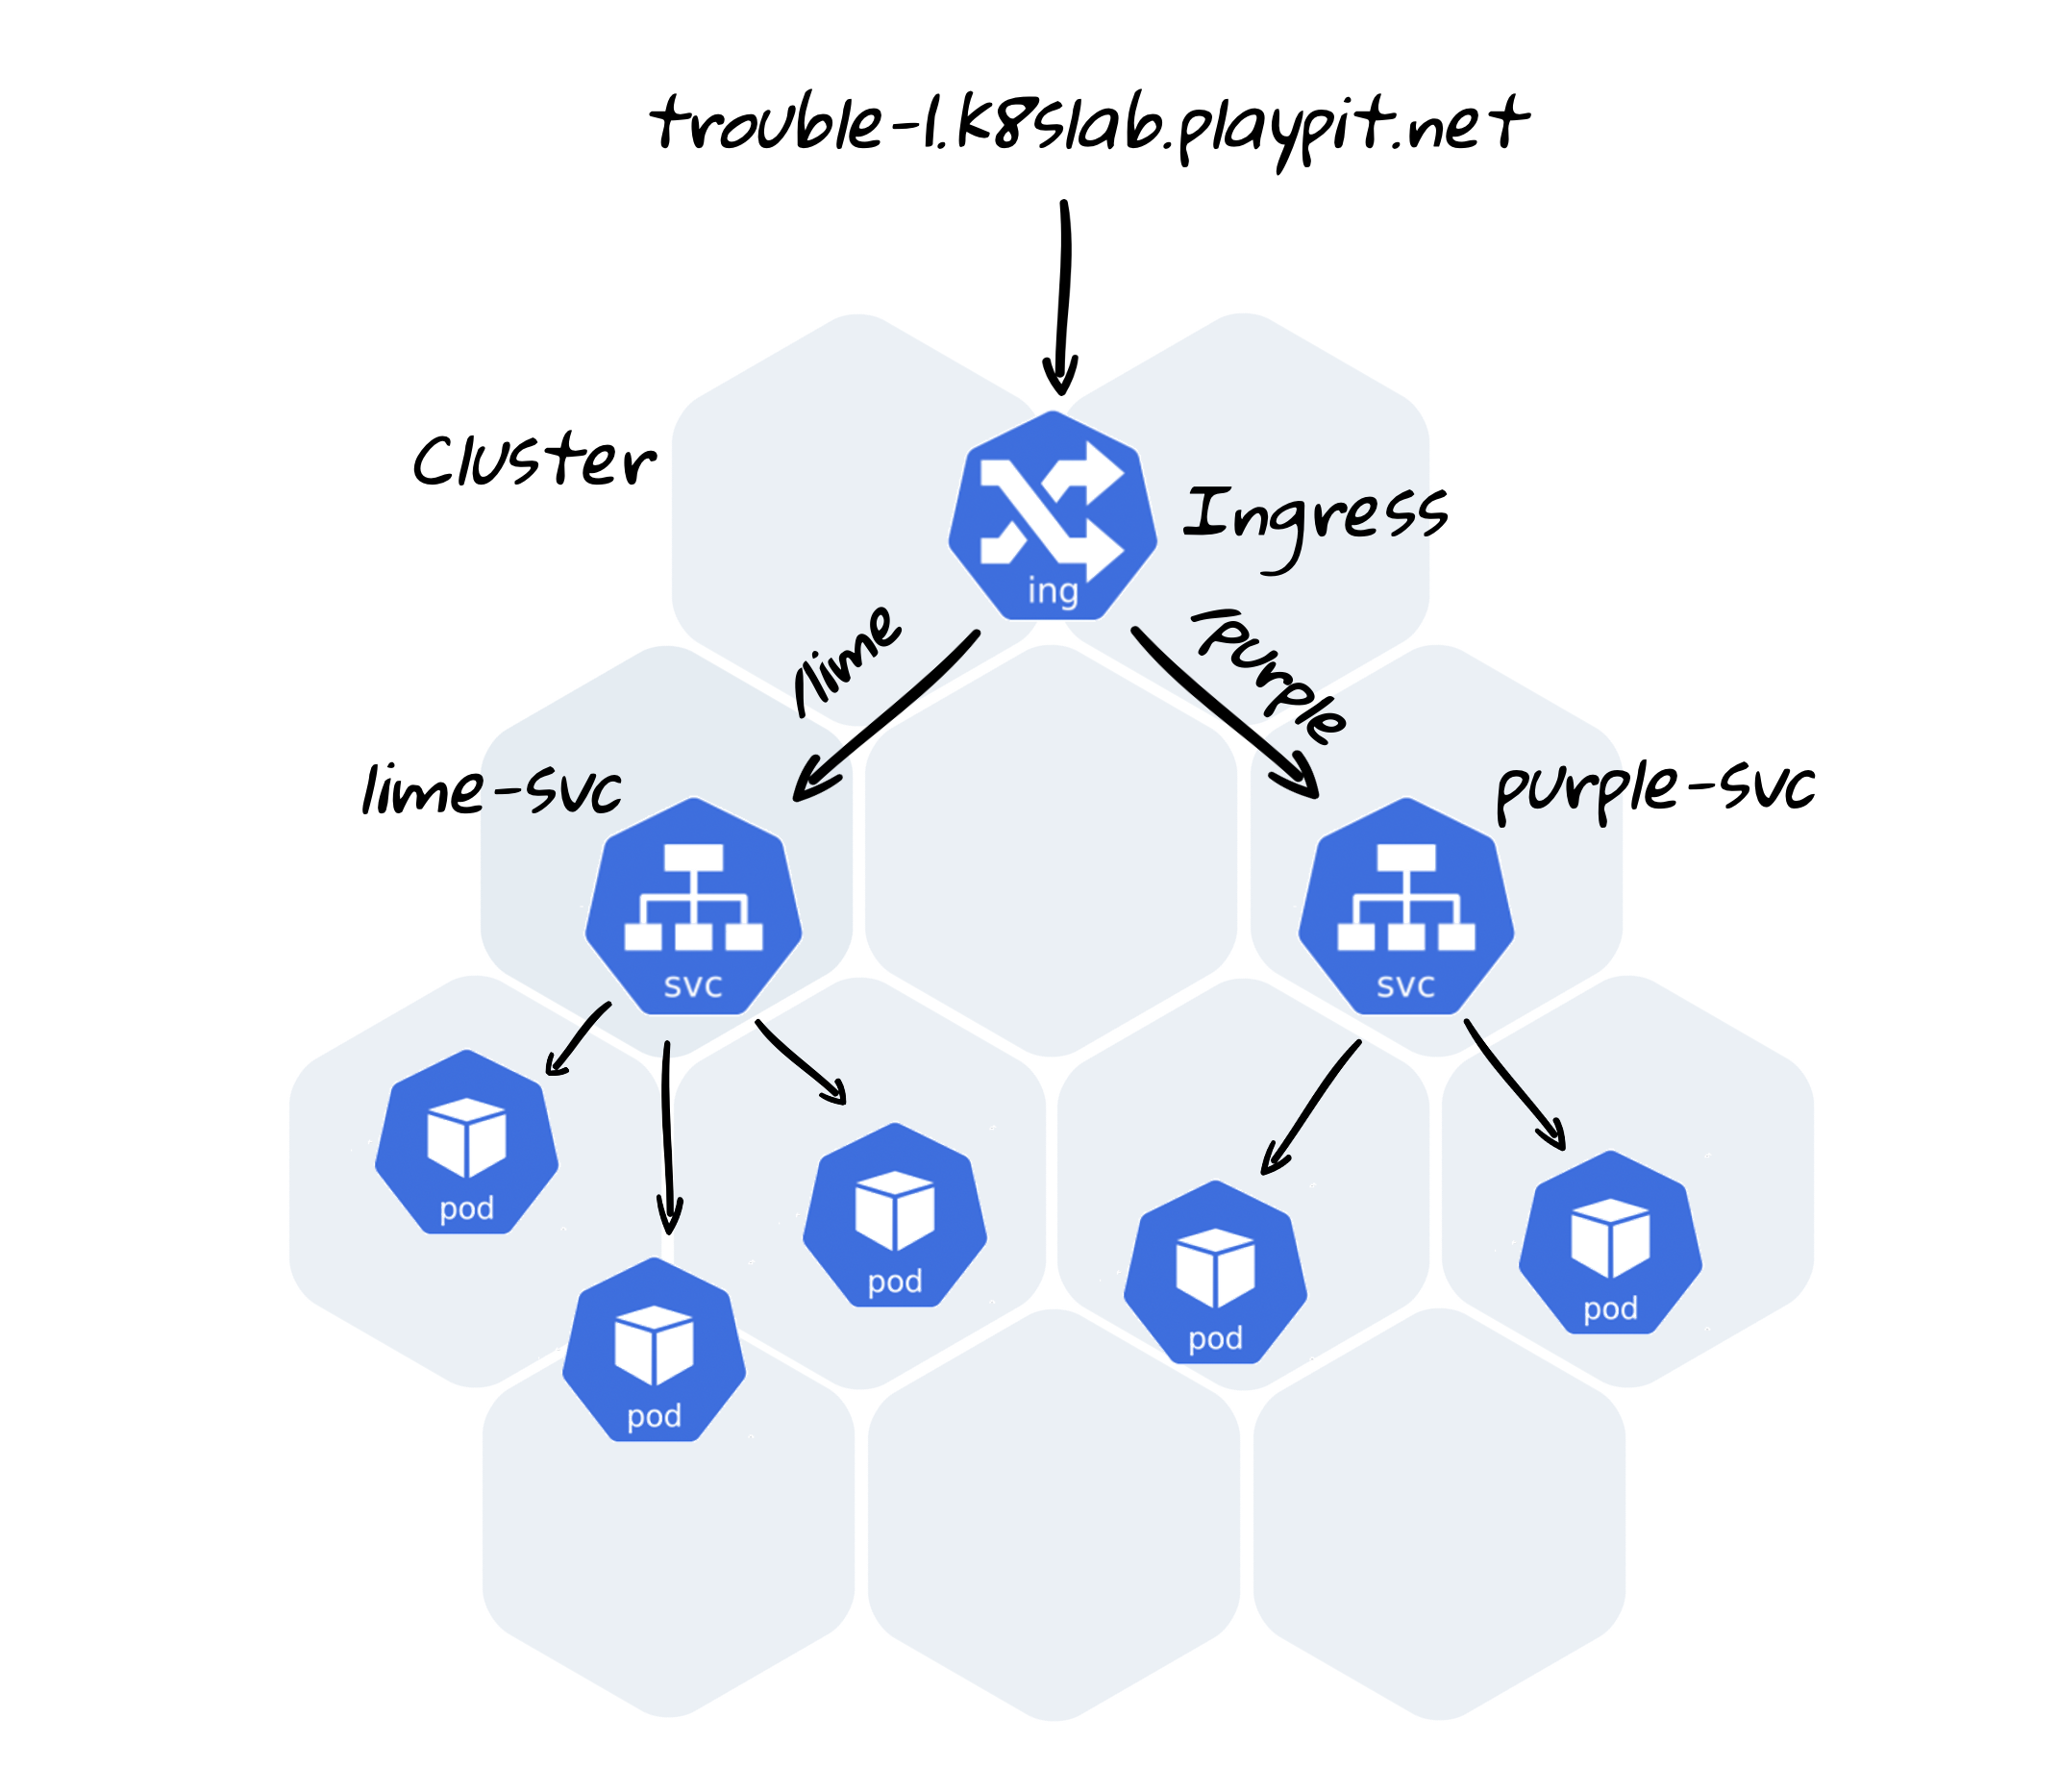 trouble-1.k8slab.playpit.net
Cluster
ing
Ingress
/lime
/purple
lime-svc
purple-svc
svc
svc
pod
pod
pod
pod
pod